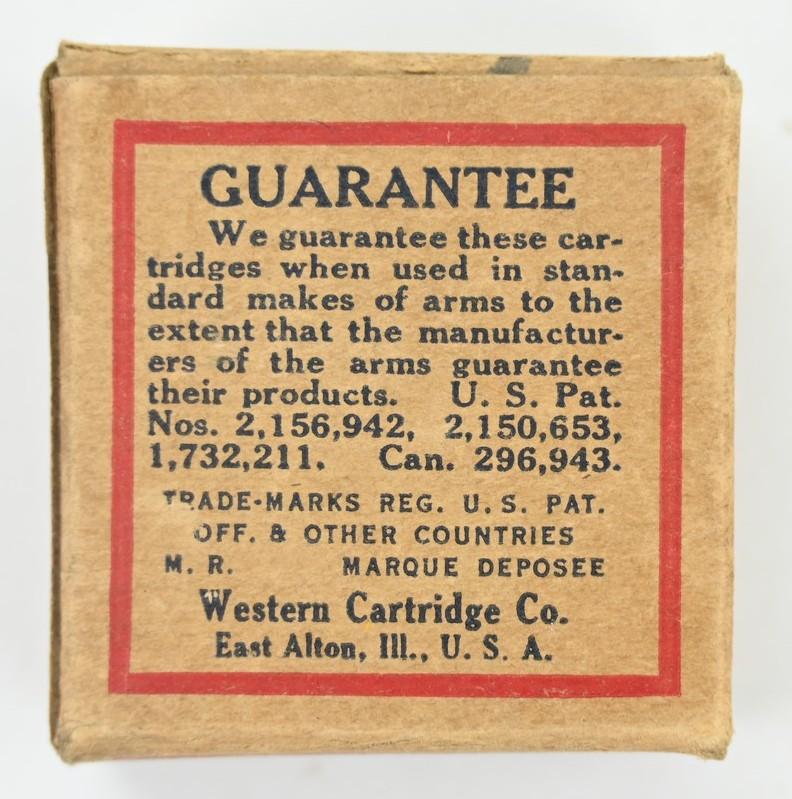 GUARANTEE
We guarantee these car-
tridges when used in stan-
dard makes of arms to the
extent that the manufactur-
ers of the arms guarantee
their products. U. S. Pat.
Nos. 2,156,942, 2,150,653,
1,732,211. Can. 296,943.
TRADE-MARKS REG. U. S. PAT.
OFF. & OTHER COUNTRIES
M. R. MARQUE DEPOSEE
Western Cartridge Co.
East Alton, Ill., U. S. A.